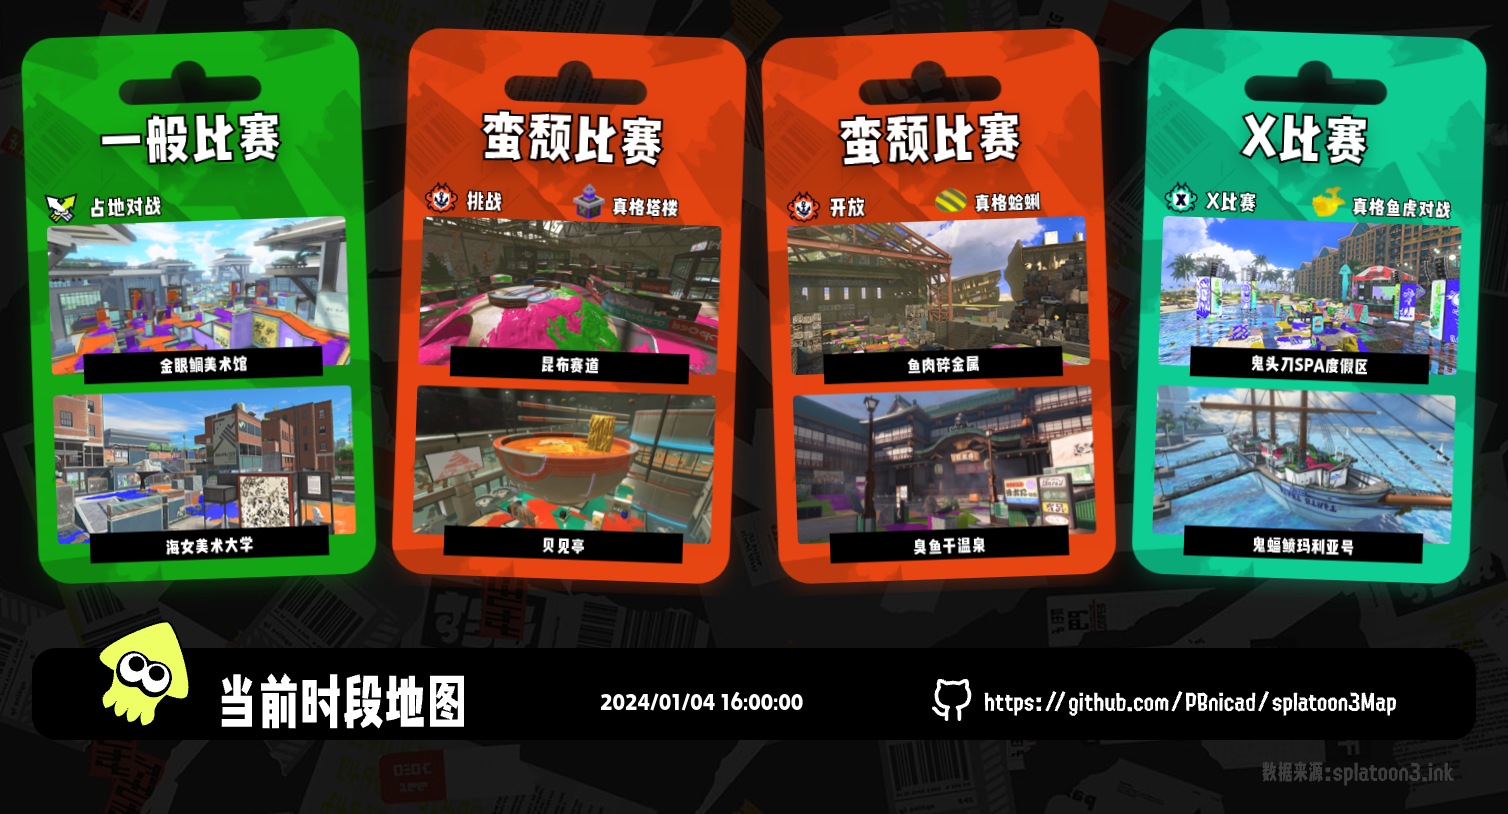 一般比赛
占地对战
金眼鲷美术馆
海女美术大学
蛮颓比赛
挑战
真格塔楼
昆布赛道
贝见亭
蛮颓比赛
开放
真格蛤蜊
鱼肉碎金属
臭鱼干温泉
X比赛
X比赛
真格鱼虎对战
鬼头刀SPA度假区
鬼蝠鲼玛利亚号
当前时段地图
2024/01/04 16:00:00
https://github.com/PBnicad/splatoon3Map
数据来源:splatoon3.ink